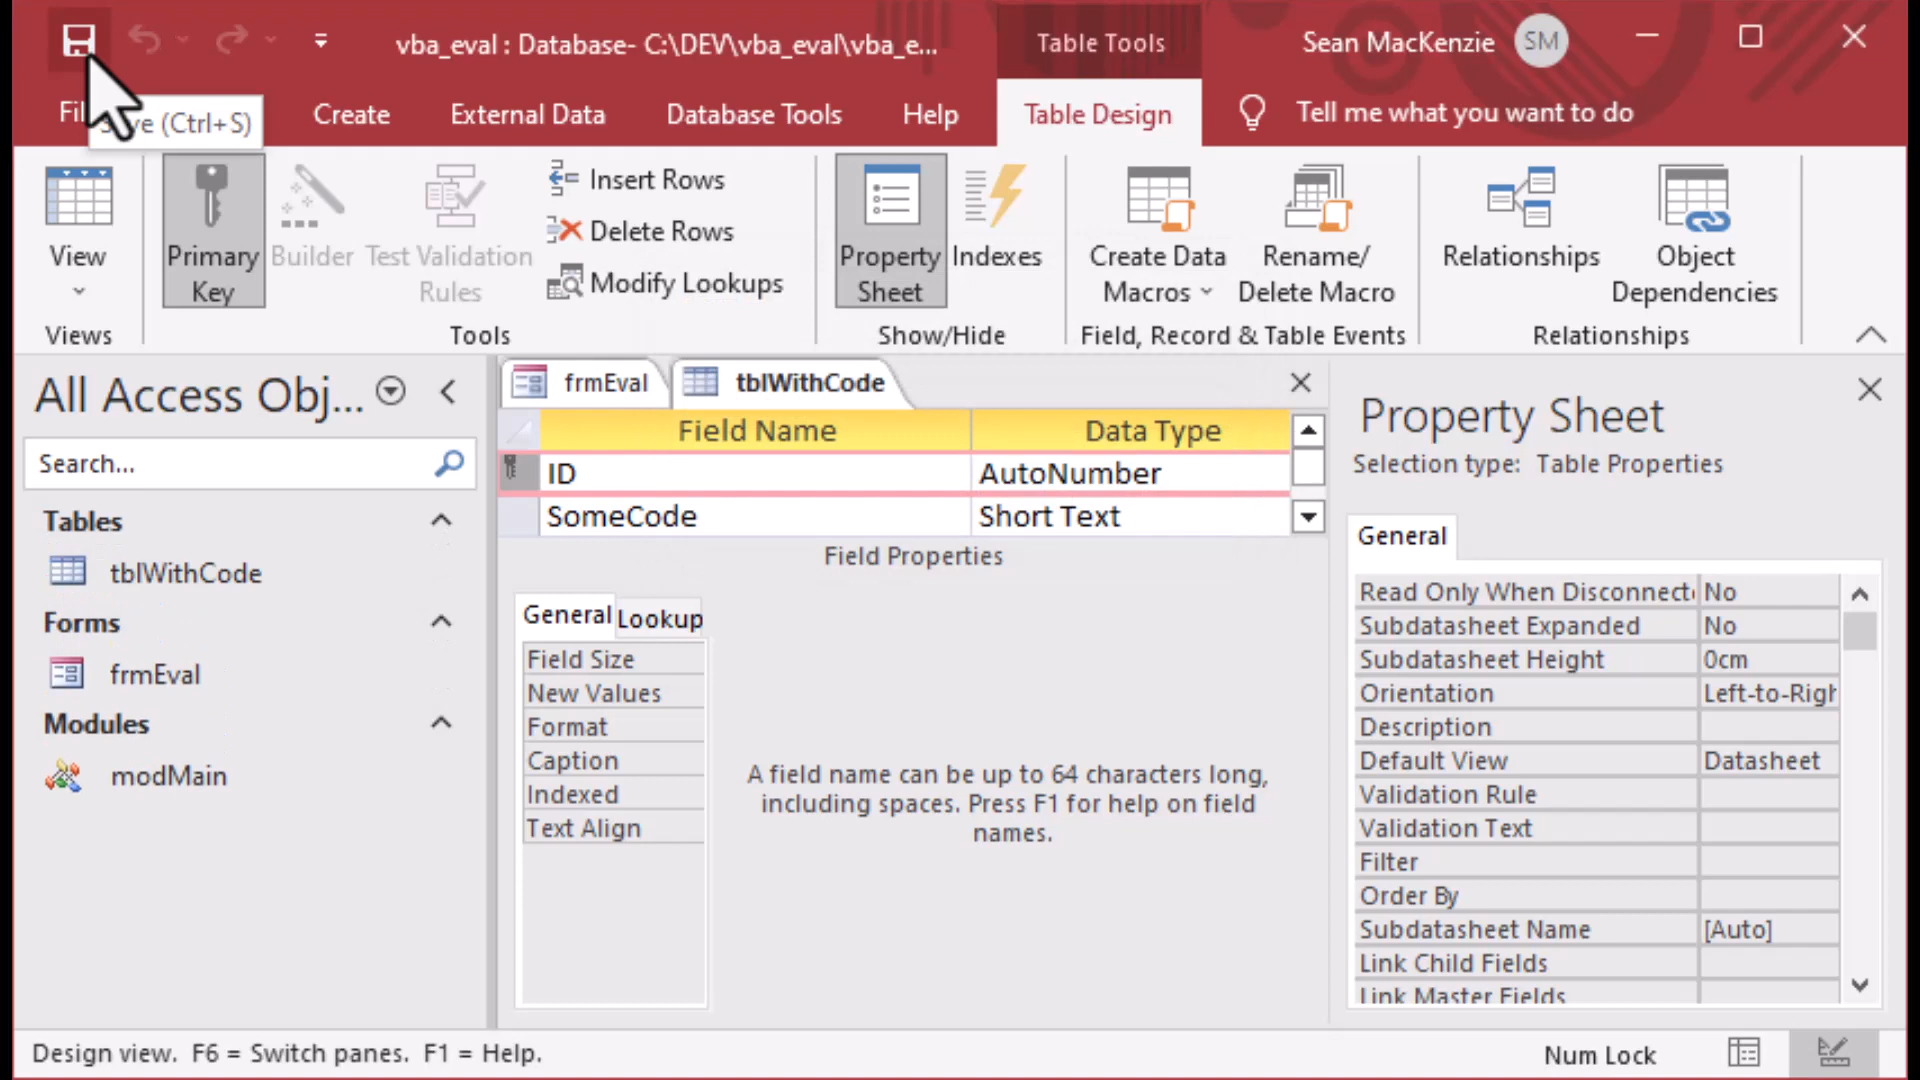 vba_eval : Database- C:\DEV\vba_eval\vba_e...
Table Tools
Sean MacKenzie
SM
Save (Ctrl+S)
Create
External Data
Database Tools
Help
Table Design
Tell me what you want to do
View
Primary Key
Builder
Test Validation Rules
Insert Rows
Delete Rows
Modify Lookups
Property Sheet
Indexes
Create Data Macros
Rename/ Delete Macro
Relationships
Object Dependencies
Views
Tools
Show/Hide
Field, Record & Table Events
Relationships
All Access Obj...
Search...
Tables
tblWithCode
Forms
frmEval
Modules
modMain
frmEval
tblWithCode
Field Name
Data Type
ID
AutoNumber
SomeCode
Short Text
Field Properties
General
Lookup
Field Size
New Values
Format
Caption
Indexed
Text Align
A field name can be up to 64 characters long,
including spaces. Press F1 for help on field
names.
Property Sheet
Selection type: Table Properties
General
Read Only When Disconnect
No
Subdatasheet Expanded
No
Subdatasheet Height
0cm
Orientation
Left-to-Righ
Description
Default View
Datasheet
Validation Rule
Validation Text
Filter
Order By
Subdatasheet Name
[Auto]
Link Child Fields
Link Master Fields
Design view. F6 = Switch panes. F1 = Help.
Num Lock